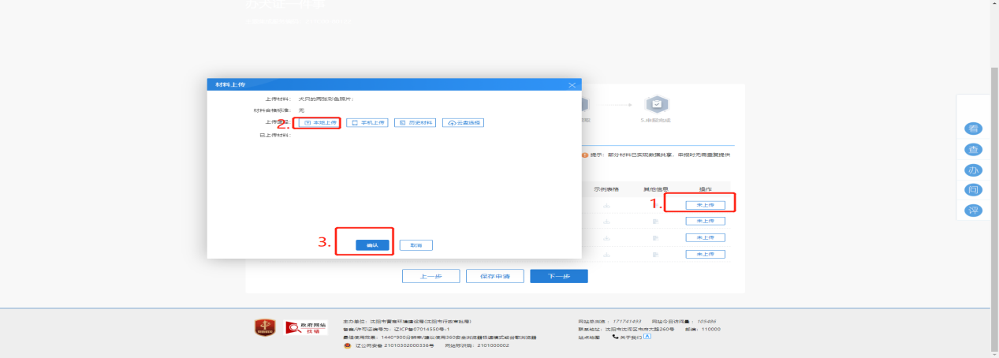 办犬证一件事
材料上传
上传材料: 犬只的两张彩色照片;
材料合格标准: 无
上传图径:
2.
本地上传
手机上传
历史材料
云盘选择
已上传材料:
3.
确认
取消
5.申报完成
提示: 部分材料已实现数据共享, 申报时无需重复提供
示例表格 其他信息 操作
1.
未上传
未上传
未上传
未上传
上一步
保存申请
下一步
看
查
办
问
评
政府网站
找错
主办单位: 沈阳市营商环境建设局(沈阳市行政审批局)
备案/许可证编号为: 辽ICP备07014550号-1
最佳使用效果: 1440*900分辨率/建议使用360安全浏览器极速模式或谷歌浏览器
辽公网安备 21010302000336号 网站标识码: 2101000002
网站总浏览: 171741493 网站今日访问量: 105486
联系地址: 沈阳市沈河区市府大路260号 邮编: 110000
站点地图 关于我们